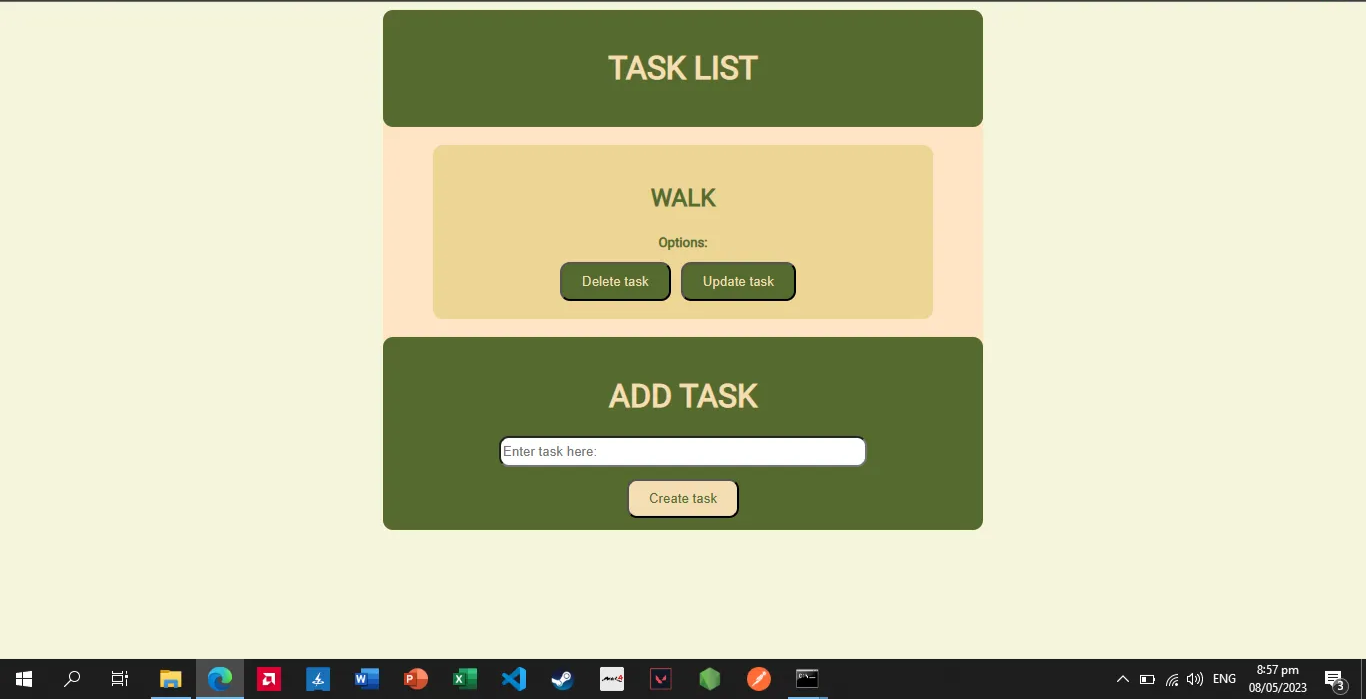 TASK LIST
WALK
Options:
Delete task Update task
ADD TASK
Enter task here:
Create task
ENG
8:57 pm
08/05/2023
3